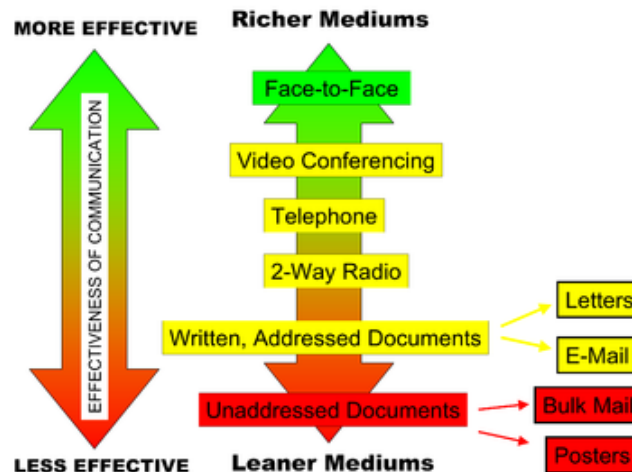 MORE EFFECTIVE
Richer Mediums
EFFECTIVENESS OF COMMUNICATION
Face-to-Face
Video Conferencing
Telephone
2-Way Radio
Written, Addressed Documents
Letters
E-Mail
Unaddressed Documents
Bulk Mail
Posters
LESS EFFECTIVE
Leaner Mediums